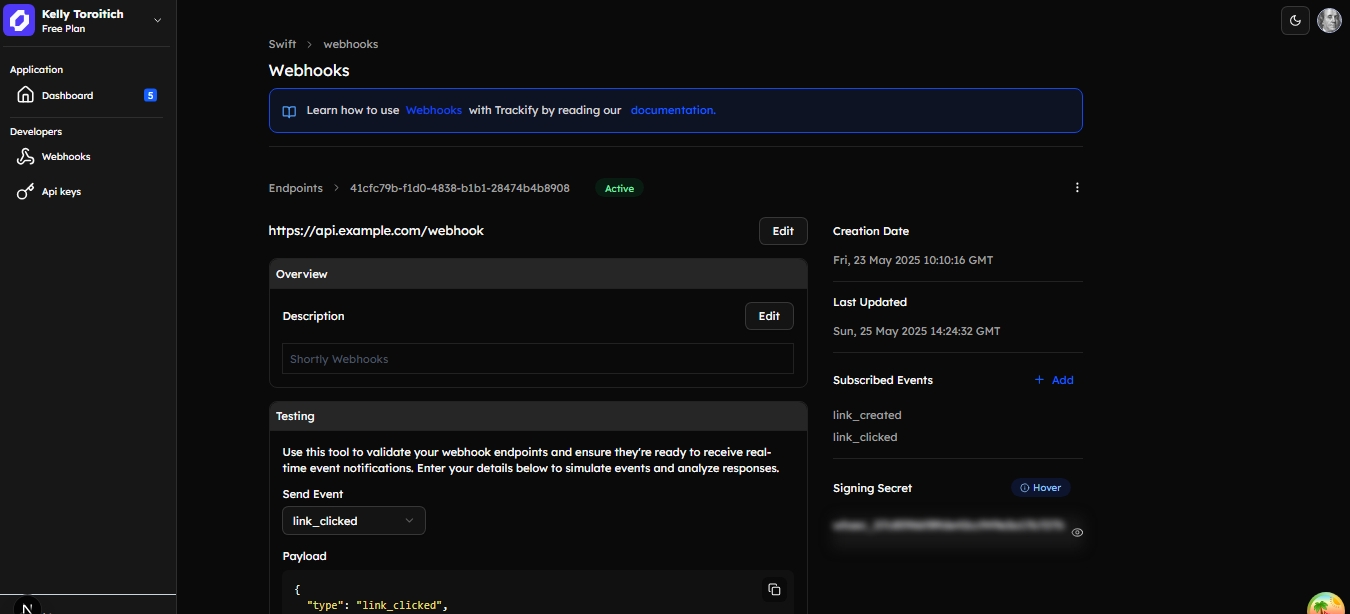 Kelly Toroitich
Free Plan
Application
Dashboard 5
Developers
Webhooks
Api keys
N
Swift > webhooks
Webhooks
Learn how to use Webhooks with Trackify by reading our documentation.
Endpoints > 41cfc79b-f1d0-4838-b1b1-28474b4b8908 Active
https://api.example.com/webhook Edit
Overview
Description Edit
Shortly Webhooks
Testing
Use this tool to validate your webhook endpoints and ensure they're ready to receive real-
time event notifications. Enter your details below to simulate events and analyze responses.
Send Event
link_clicked
Payload
{
"type": "link_clicked",
Creation Date
Fri, 23 May 2025 10:10:16 GMT
Last Updated
Sun, 25 May 2025 14:24:32 GMT
Subscribed Events + Add
link_created
link_clicked
Signing Secret Hover